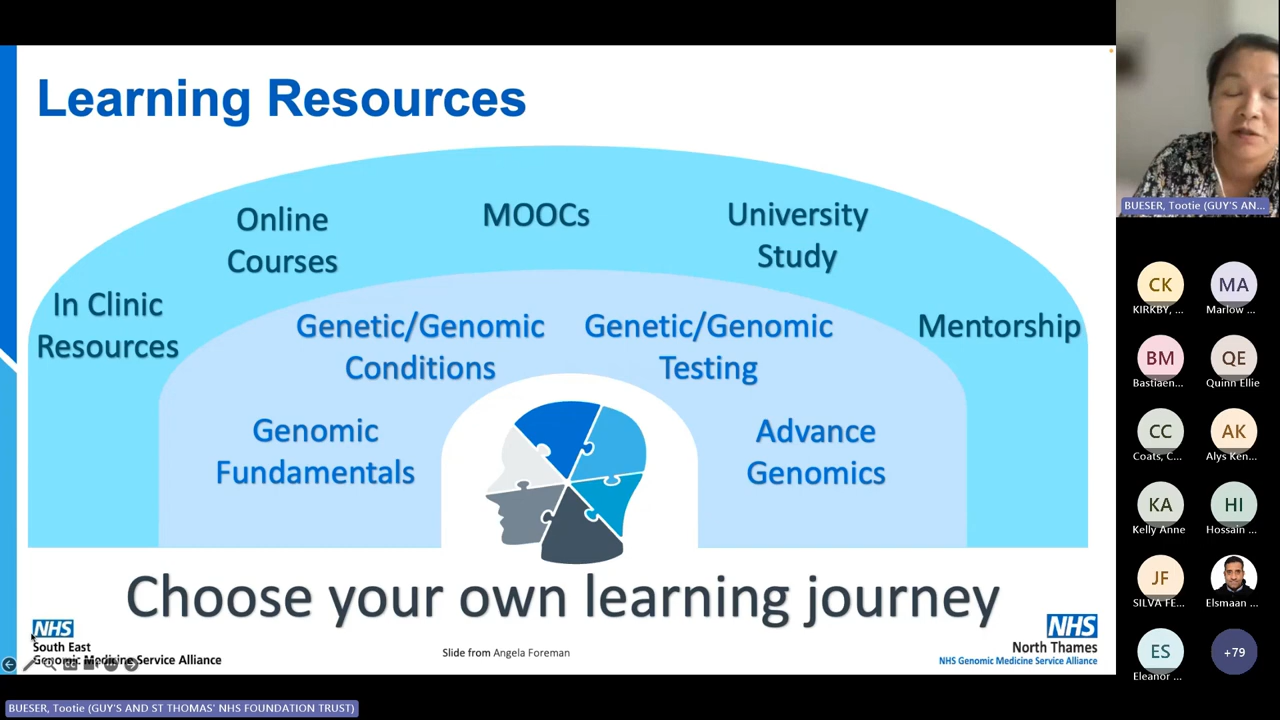 Learning Resources
Online
Courses
MOOCs
University
Study
In Clinic
Resources
Mentorship
Genetic/Genomic
Conditions
Genetic/Genomic
Testing
Genomic
Fundamentals
Advance
Genomics
Choose your own learning journey
NHS
South East
Genomic Medicine Service Alliance
Slide from Angela Foreman
NHS
North Thames
NHS Genomic Medicine Service Alliance
BUESER, Tootie (GUY'S AND ST THOMAS' NHS FOUNDATION TRUST)
BUESER, Tootie (GUY'S AN...
CK
KIRKBY, ...
MA
Marlow ...
BM
Bastiaen...
QE
Quinn Ellie
CC
Coats, C...
AK
Alys Ken...
KA
Kelly Anne
HI
Hossain ...
JF
SILVA FE...
Elsmaan ...
ES
Eleanor ...
+79